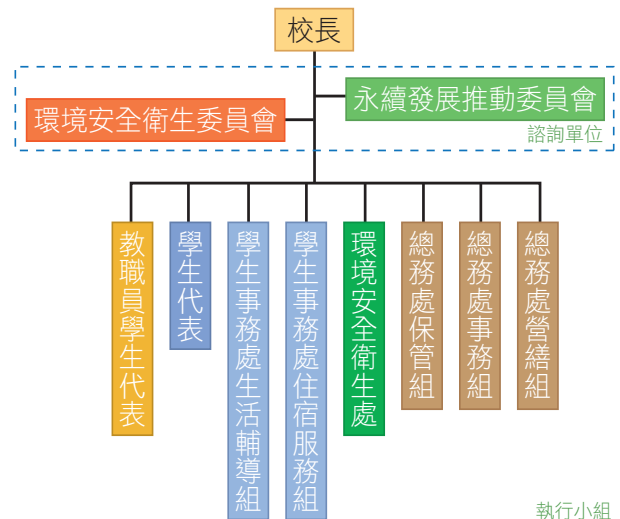 校長
永續發展推動委員會
環境安全衛生委員會
諮詢單位
教職員學生代表
學生代表
學生事務處生活輔導組
學生事務處住宿服務組
環境安全衛生處
總務處保管組
總務處事務組
總務處營繕組
執行小組